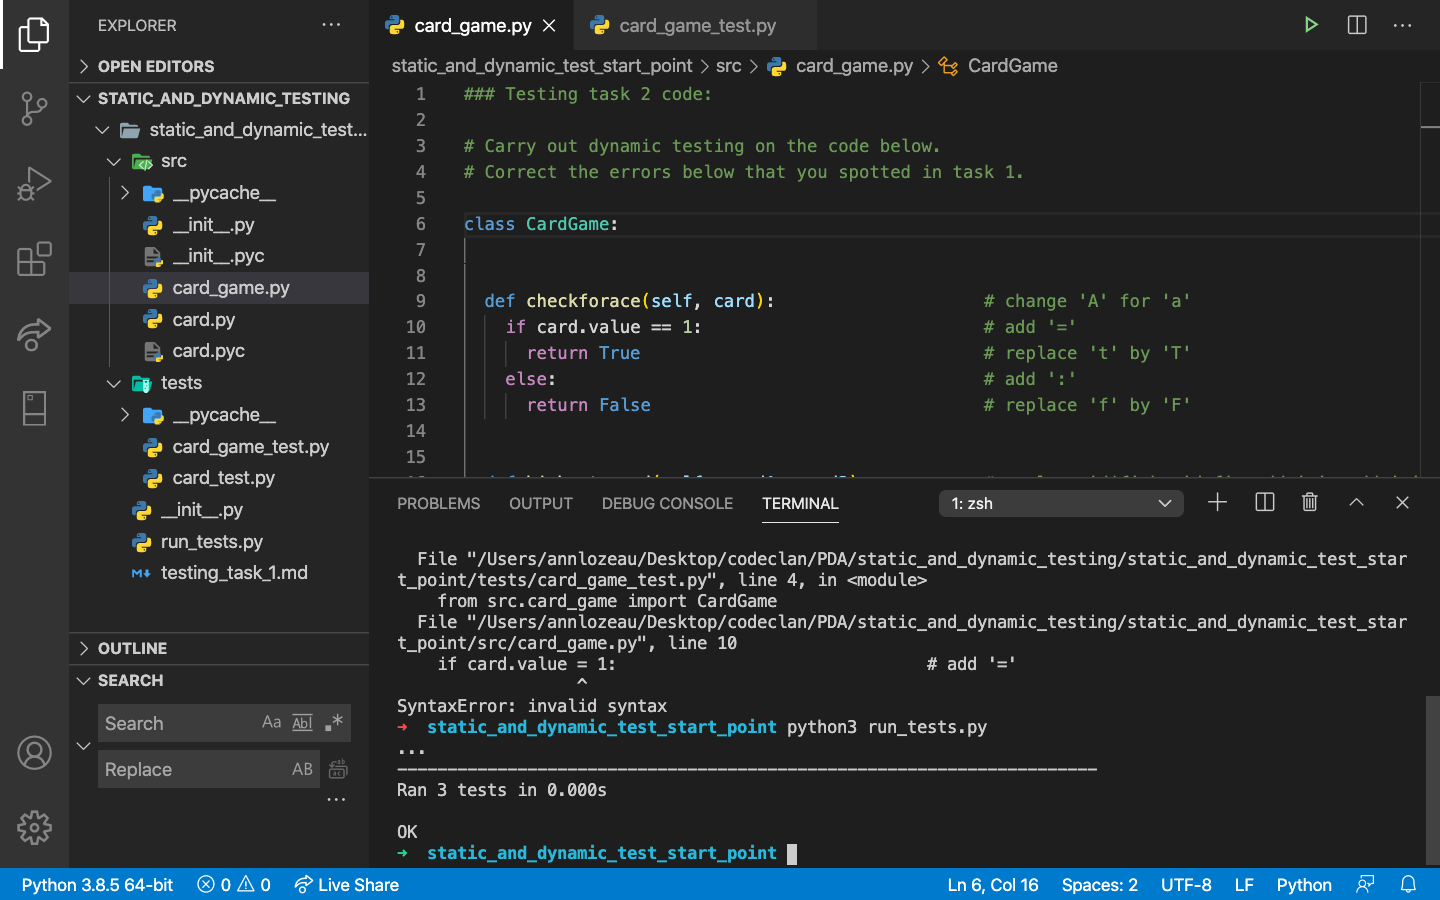 EXPLORER
OPEN EDITORS
STATIC_AND_DYNAMIC_TESTING
static_and_dynamic_test...
src
__pycache__
__init__.py
__init__.pyc
card_game.py
card.py
card.pyc
tests
__pycache__
card_game_test.py
card_test.py
__init__.py
run_tests.py
testing_task_1.md
OUTLINE
SEARCH
Search
Aa Abl .*
Replace
AB
card_game.py
card_game_test.py
static_and_dynamic_test_start_point > src > card_game.py > CardGame
1 ### Testing task 2 code:
2
3 # Carry out dynamic testing on the code below.
4 # Correct the errors below that you spotted in task 1.
5
6 class CardGame:
7
8
9 def checkforace(self, card): # change 'A' for 'a'
10 if card.value == 1: # add '='
11 return True # replace 't' by 'T'
12 else: # add ':'
13 return False # replace 'f' by 'F'
14
15
PROBLEMS OUTPUT DEBUG CONSOLE TERMINAL 1: zsh
File "/Users/annlozeau/Desktop/codeclan/PDA/static_and_dynamic_testing/static_and_dynamic_test_star
t_point/tests/card_game_test.py", line 4, in <module>
from src.card_game import CardGame
File "/Users/annlozeau/Desktop/codeclan/PDA/static_and_dynamic_testing/static_and_dynamic_test_star
t_point/src/card_game.py", line 10
if card.value = 1: # add '='
^
SyntaxError: invalid syntax
➜ static_and_dynamic_test_start_point python3 run_tests.py
...
----------------------------------------------------------------------
Ran 3 tests in 0.000s
OK
➜ static_and_dynamic_test_start_point
Python 3.8.5 64-bit 0 0 Live Share Ln 6, Col 16 Spaces: 2 UTF-8 LF Python